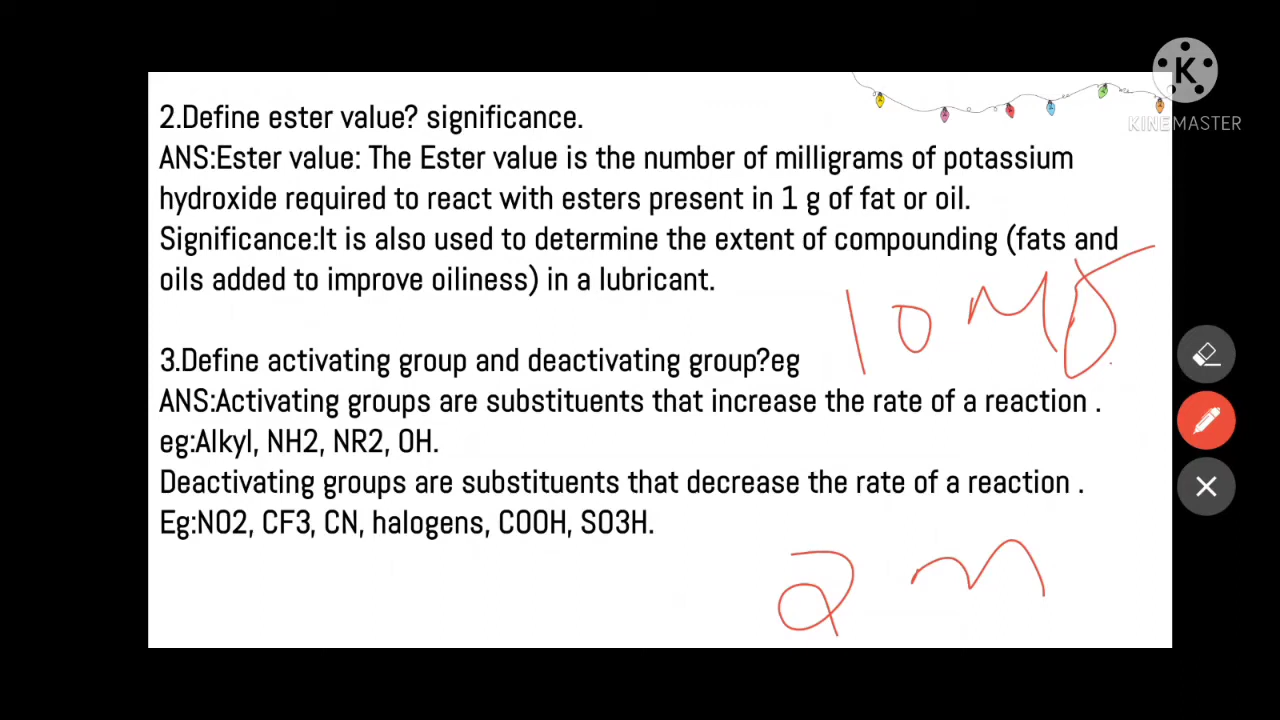 2.Define ester value? significance.
ANS:Ester value: The Ester value is the number of milligrams of potassium
hydroxide required to react with esters present in 1 g of fat or oil.
Significance:It is also used to determine the extent of compounding (fats and
oils added to improve oiliness) in a lubricant.
3.Define activating group and deactivating group?eg
ANS:Activating groups are substituents that increase the rate of a reaction .
eg:Alkyl, NH2, NR2, OH.
Deactivating groups are substituents that decrease the rate of a reaction .
Eg:NO2, CF3, CN, halogens, COOH, SO3H.
10
2 m
K
KINEMASTER